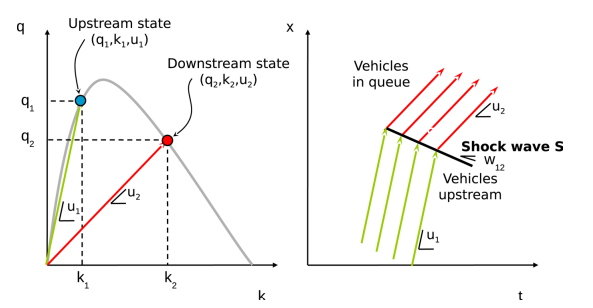 q
Upstream state
(q1,k1,u1)
Downstream state
(q2,k2,u2)
q1
q2
u1
u2
k1
k2
k
x
Vehicles
in queue
u2
Shock wave S
w12
Vehicles
upstream
u1
t